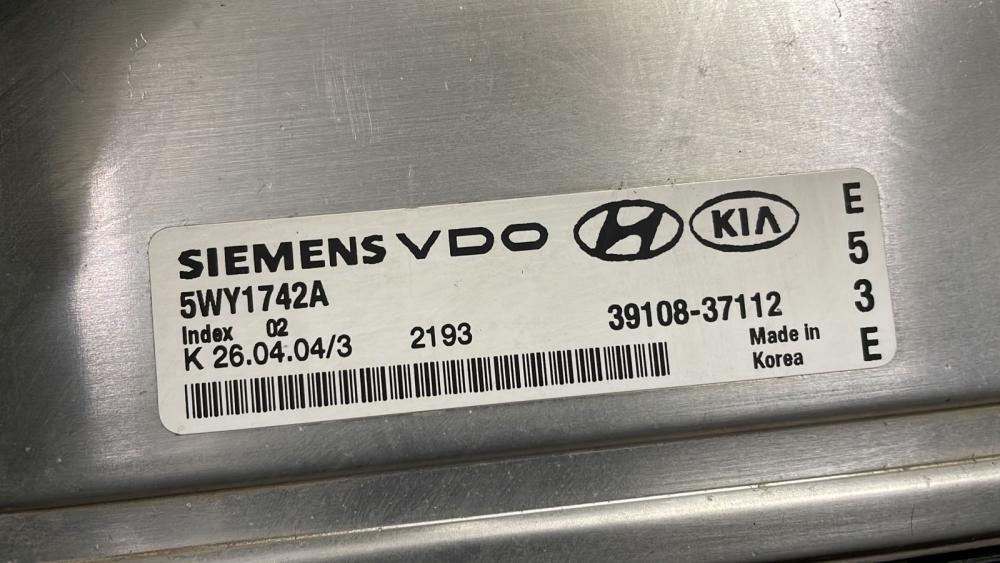 SIEMENS VDO KIA
5WY1742A
Index 02
K 26.04.04/3 2193 39108-37112
Made in
Korea
E
5
3
E